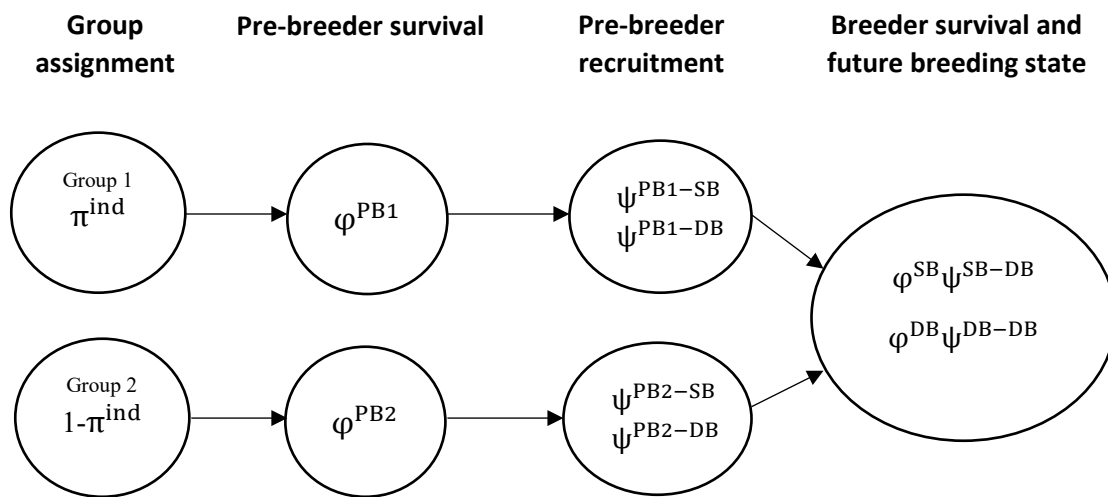 Group assignment
Pre-breeder survival
Pre-breeder recruitment
Breeder survival and future breeding state
Group 1
π^ind
φ^PB1
ψ^PB1−SB
ψ^PB1−DB
φ^SB ψ^SB−DB
φ^DB ψ^DB−DB
Group 2
1-π^ind
φ^PB2
ψ^PB2−SB
ψ^PB2−DB